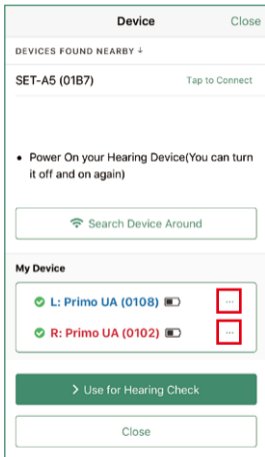 Device Close
DEVICES FOUND NEARBY ↓
SET-A5 (01B7) Tap to Connect
• Power On your Hearing Device(You can turn
it off and on again)
Search Device Around
My Device
L: Primo UA (0108) ...
R: Primo UA (0102) ...
> Use for Hearing Check
Close